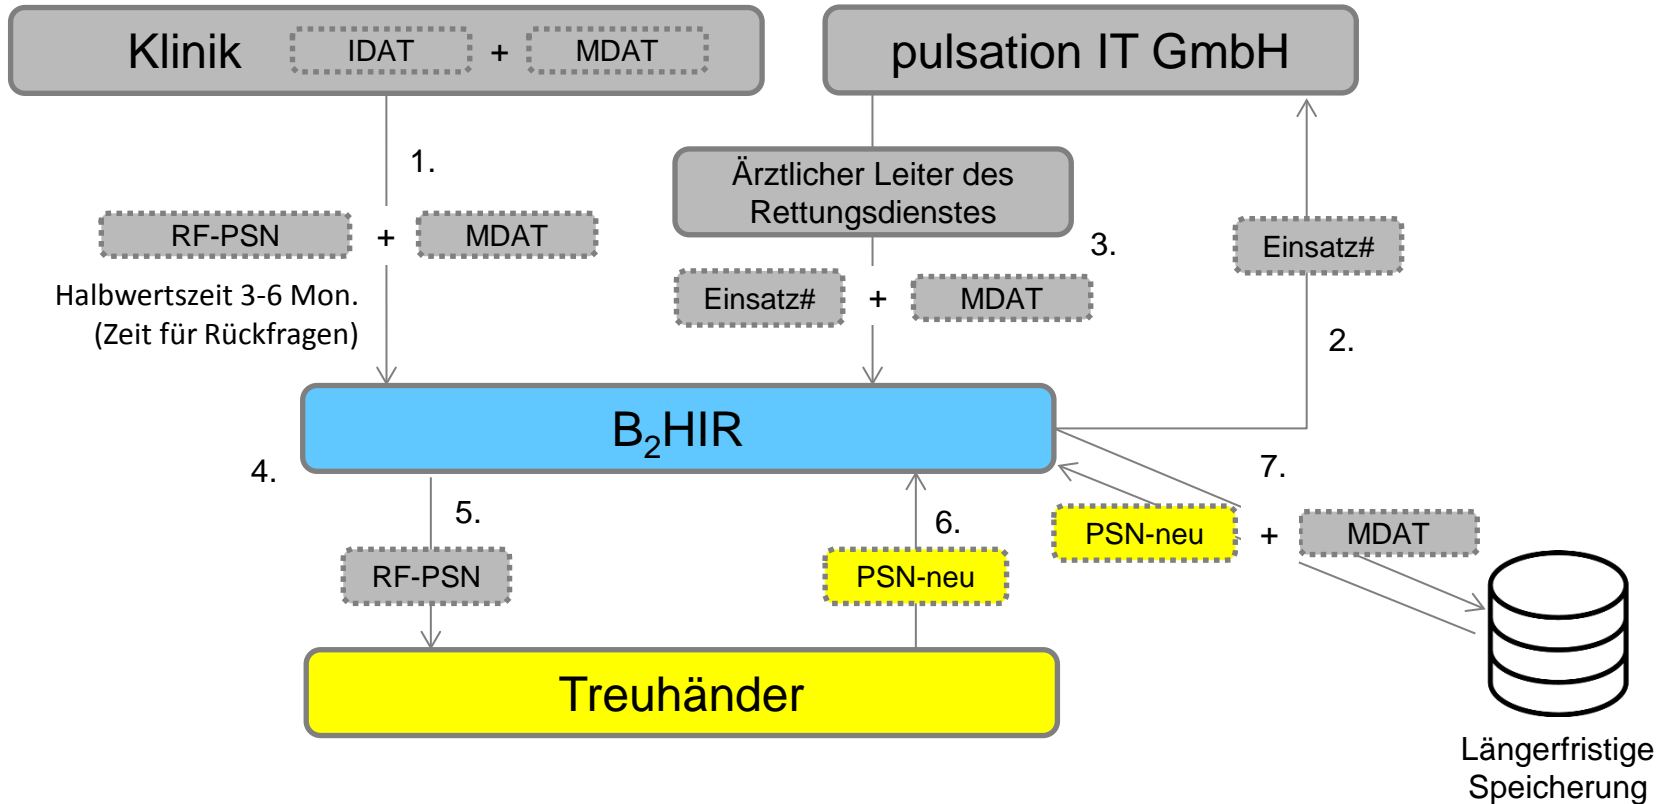 Klinik IDAT + MDAT
pulsation IT GmbH
1.
RF-PSN + MDAT
Halbwertszeit 3-6 Mon.
(Zeit für Rückfragen)
Ärztlicher Leiter des
Rettungsdienstes
3.
Einsatz# + MDAT
Einsatz#
2.
B₂HIR
4.
5.
RF-PSN
6.
PSN-neu
7.
PSN-neu + MDAT
Treuhänder
Längerfristige
Speicherung